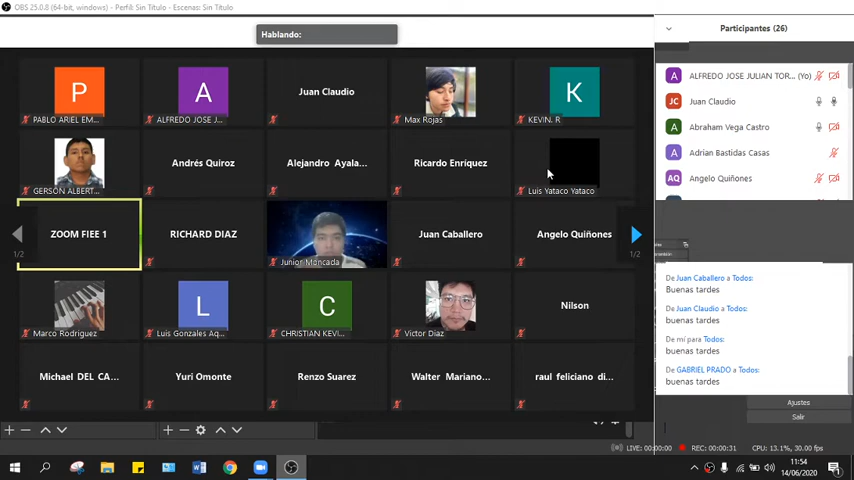 OBS 25.0.8 (64-bit, windows) - Perfil: Sin Título - Escenas: Sin Título
Hablando:
Participantes (26)
P
A
Juan Claudio
K
PABLO ARIEL EM...
ALFREDO JOSE J...
Max Rojas
KEVIN. R
Andrés Quiroz
Alejandro Ayala...
Ricardo Enríquez
GERSÓN ALBERT...
Luis Yataco Yataco
ZOOM FIEE 1
RICHARD DIAZ
Juan Caballero
Angelo Quiñones
1/2
Junior Moncada
1/2
L
C
Nilson
Marco Rodriguez
Luis Gonzales Aq...
CHRISTIAN KEVI...
Victor Diaz
Michael DEL CA...
Yuri Omonte
Renzo Suarez
Walter Mariano...
raul feliciano di...
A ALFREDO JOSE JULIAN TOR... (Yo)
JC Juan Claudio
A Abraham Vega Castro
A Adrian Bastidas Casas
AQ Angelo Quiñones
De Juan Caballero a Todos:
Buenas tardes
De Juan Claudio a Todos:
buenas tardes
De mí para Todos:
buenas tardes
De GABRIEL PRADO a Todos:
buenas tardes
Ajustes
Salir
LIVE: 00:00:00
REC: 00:00:31
CPU: 13.1%, 30.00 fps
11:54
14/06/2020
1